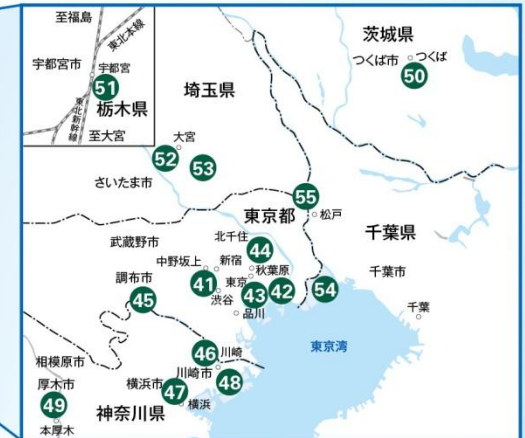 至福島
東北本線
宇都宮市
宇都宮
51
栃木県
東北新幹線
至大宮
茨城県
つくば市
つくば
50
埼玉県
大宮
52
53
さいたま市
55
東京都
松戸
武蔵野市
北千住
44
千葉県
中野坂上
新宿
秋葉原
千葉市
調布市
41
東京
45
渋谷
43
42
54
品川
千葉
46
川崎
東京湾
相模原市
川崎市
48
厚木市
横浜市
47
横浜
49
神奈川県
本厚木